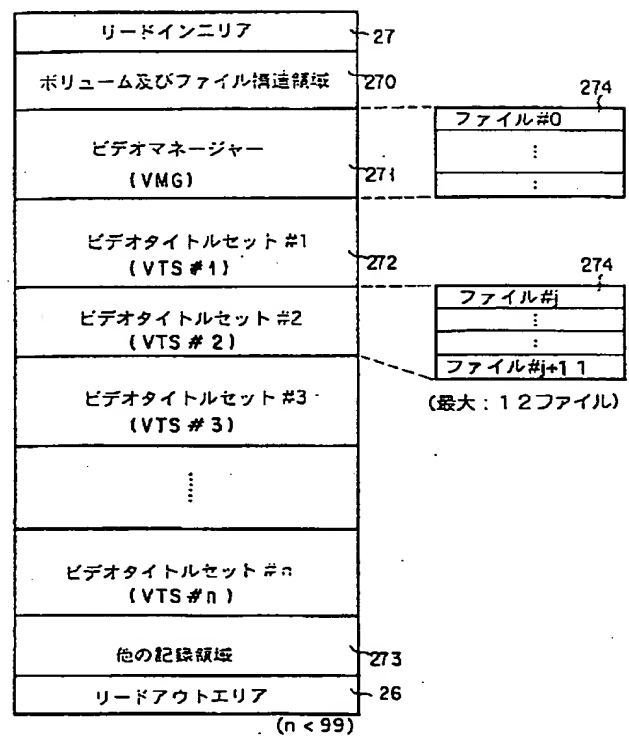 リードインエリア
27
ボリューム及びファイル構造領域
270
274
ファイル#0
⋮
:
ビデオマネージャー
(VMG)
271
ビデオタイトルセット #1
(VTS #1)
272
274
ファイル#j
⋮
:
ファイル#j+11
(最大:12ファイル)
ビデオタイトルセット #2
(VTS # 2)
ビデオタイトルセット #3
(VTS # 3)
⋮
ビデオタイトルセット #n
(VTS #n)
他の記録領域
273
リードアウトエリア
26
(n < 99)